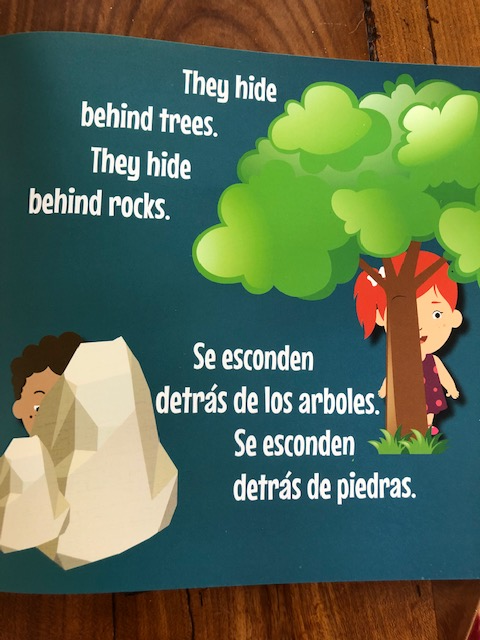 They hide
behind trees.
They hide
behind rocks.
Se esconden
detrás de los arboles.
Se esconden
detrás de piedras.